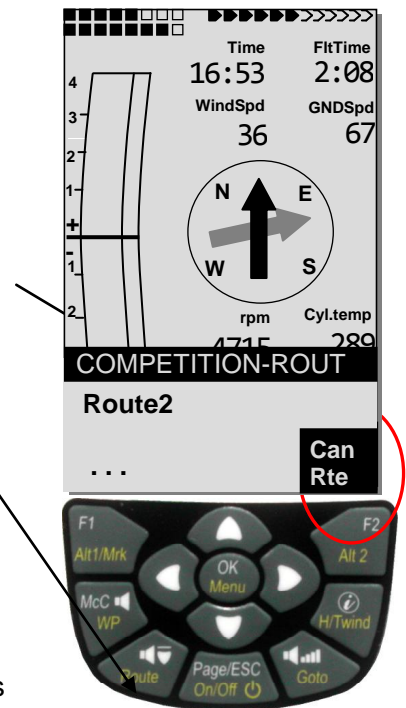 Time FltTime
16:53 2:08
WindSpd GNDSpd
36 67
4
3
2
1
+
-
1
2
N E
W S
rpm Cyl.temp
4715 289
COMPETITION-ROUT
Route2
...
Can
Rte
F1 F2
Alt1/Mrk Alt 2
OK
Menu
McC i
WP H/Twind
Route Page/ESC Goto
On/Off
s